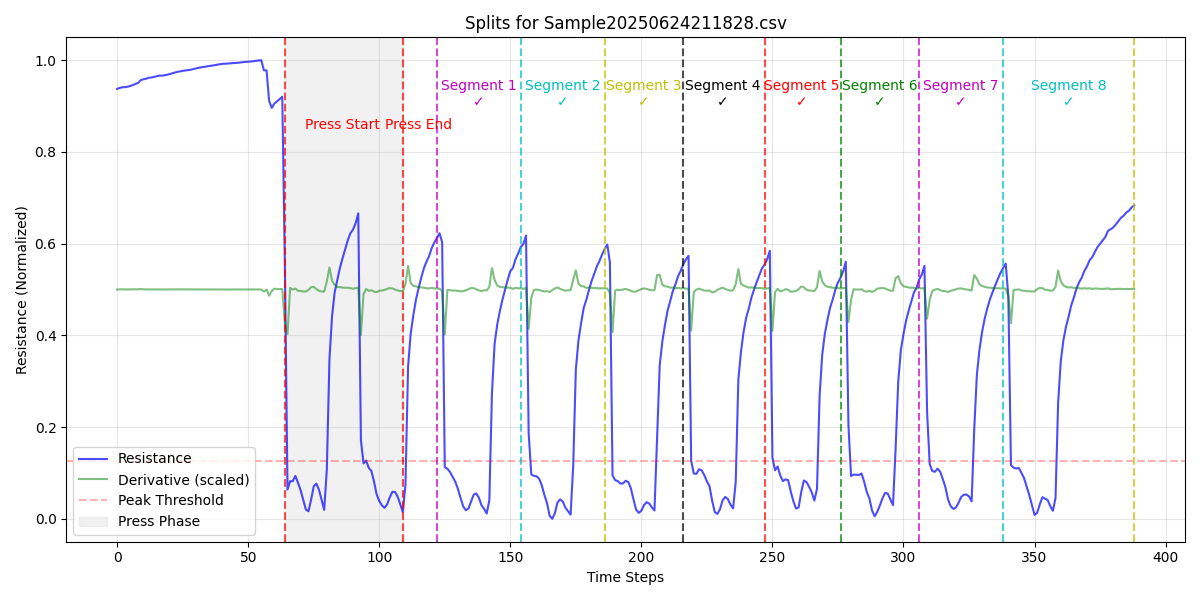 Splits for Sample20250624211828.csv
Segment 1
✓
Segment 2
✓
Segment 3
✓
Segment 4
✓
Segment 5
✓
Segment 6
✓
Segment 7
✓
Segment 8
✓
Press Start
Press End
Resistance (Normalized)
1.0
0.8
0.6
0.4
0.2
0.0
Resistance
Derivative (scaled)
Peak Threshold
Press Phase
0
50
100
150
200
250
300
350
400
Time Steps